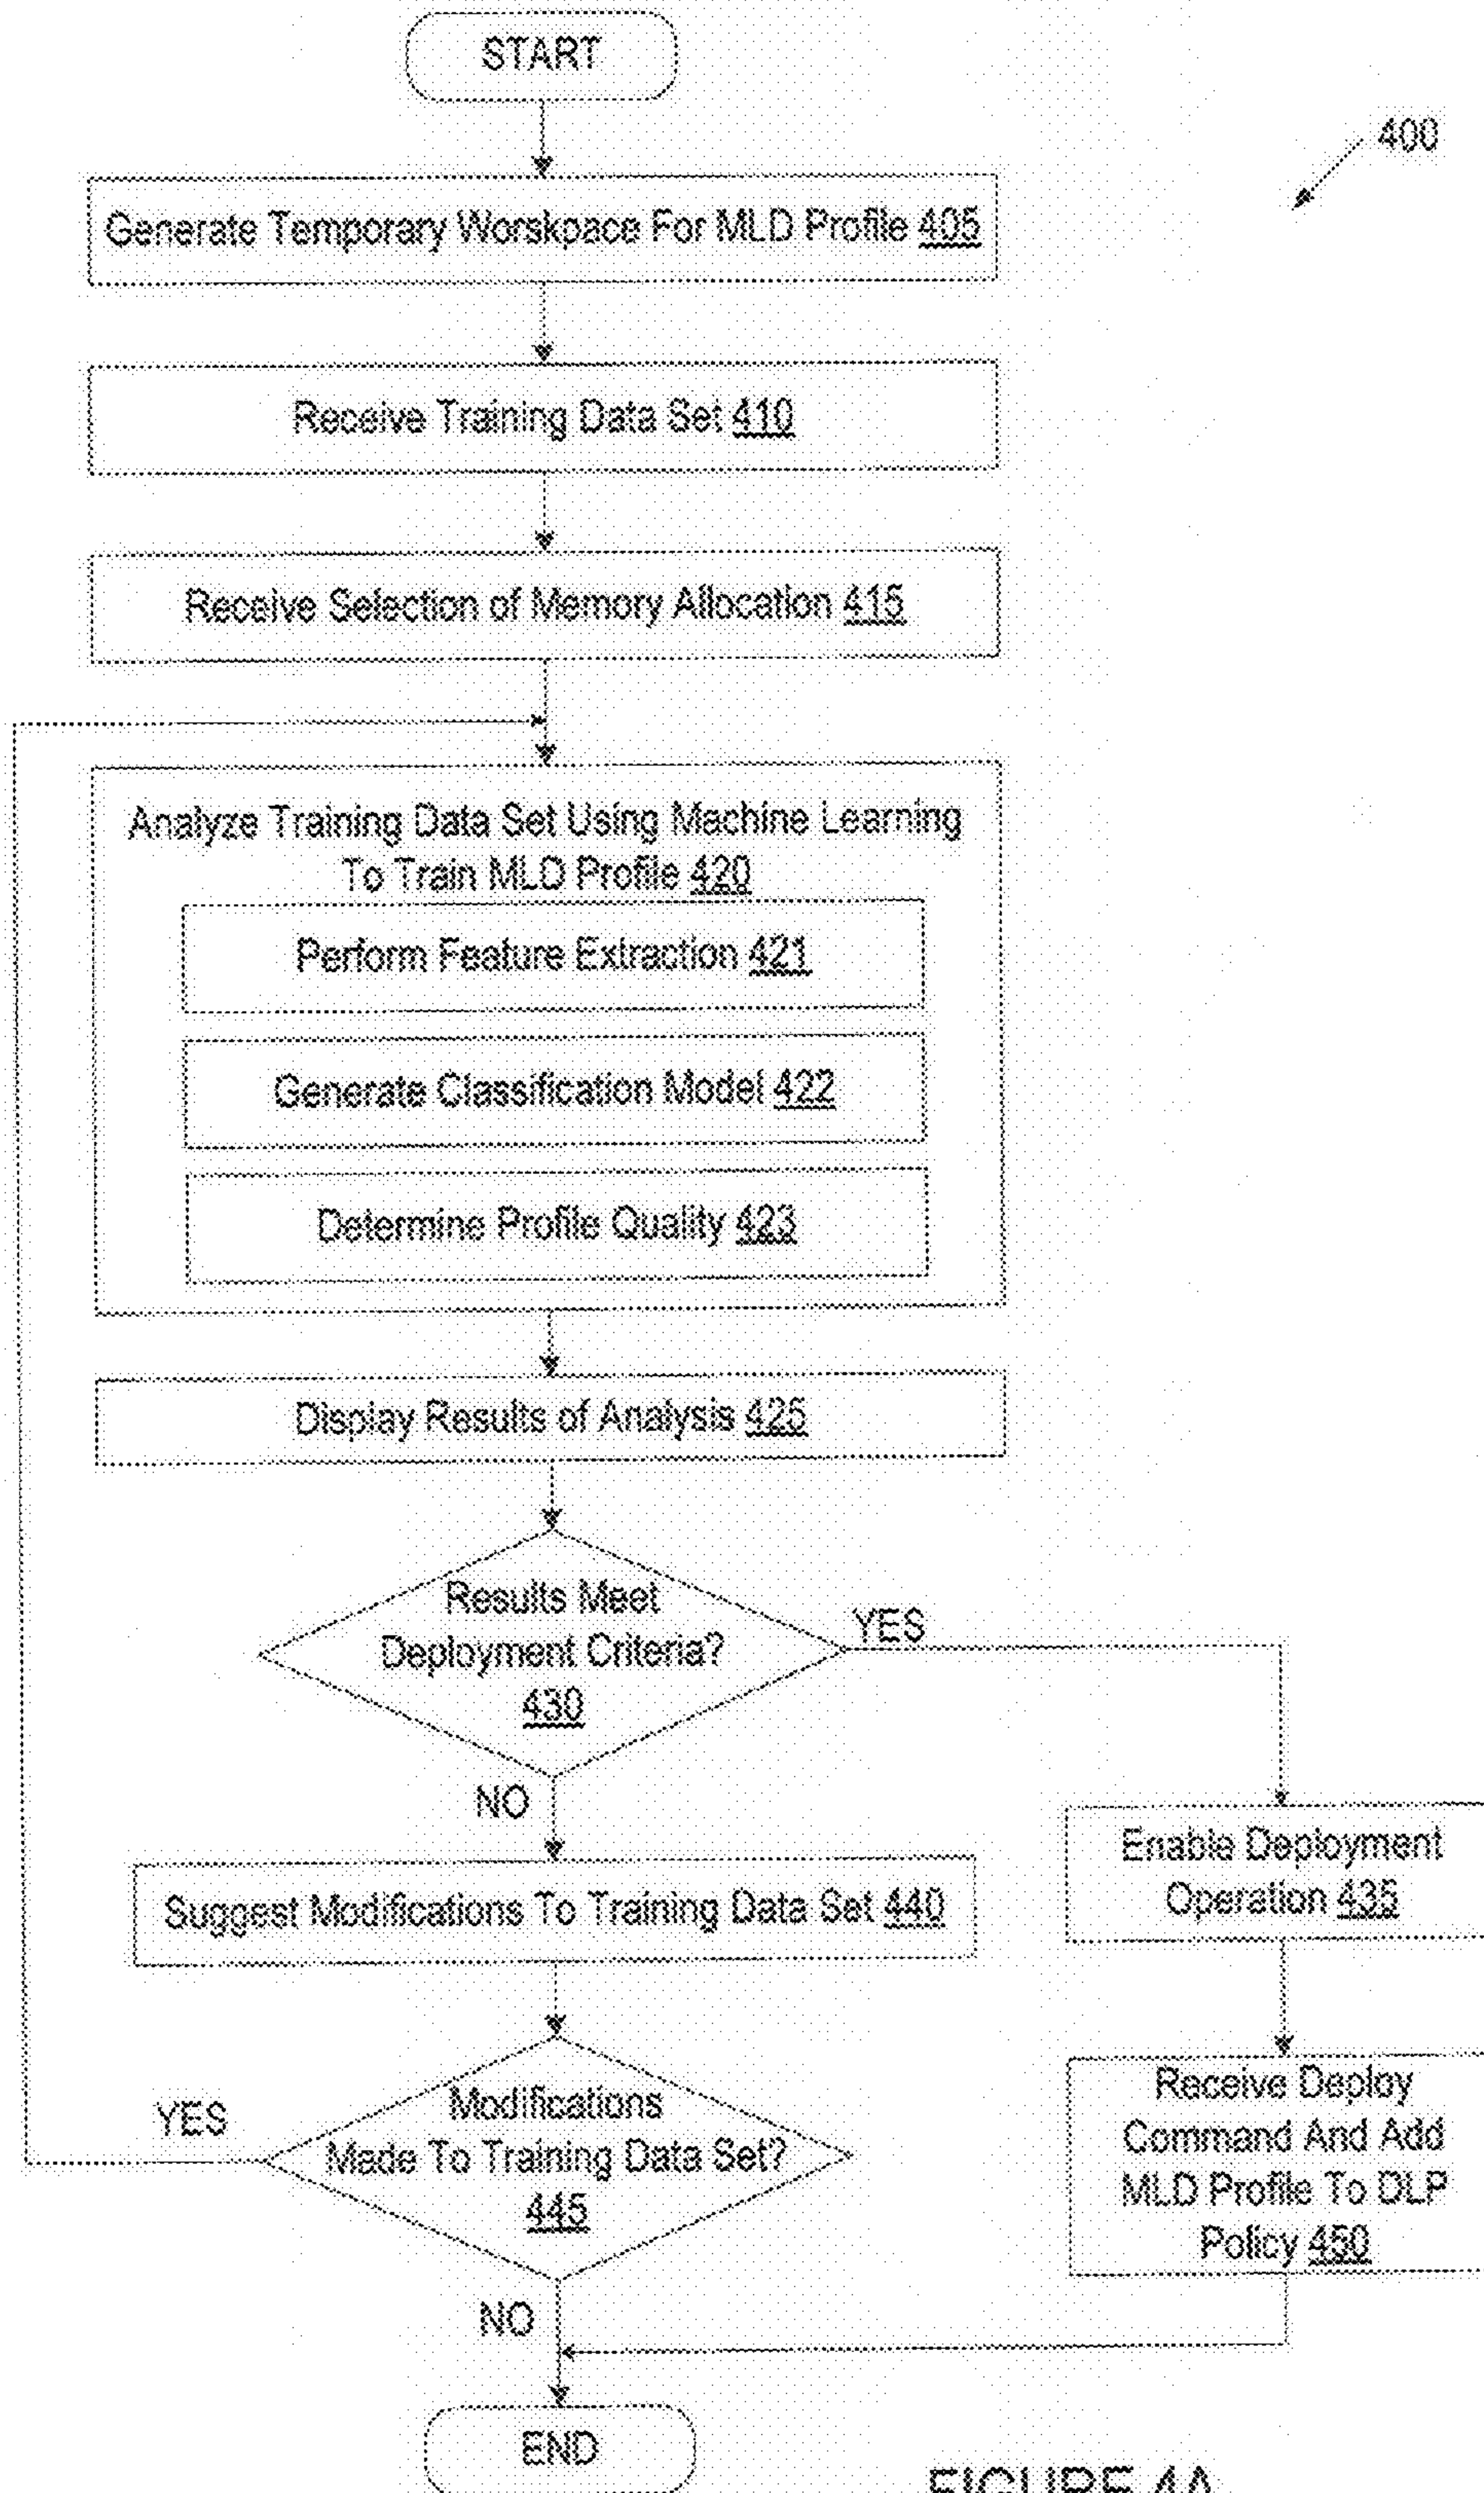 START
400
Generate Temporary Worskpace For MLD Profile 405
Receive Training Data Set 410
Receive Selection of Memory Allocation 415
Analyze Training Data Set Using Machine Learning
To Train MLD Profile 420
Perform Feature Extraction 421
Generate Classification Model 422
Determine Profile Quality 423
Display Results of Analysis 425
Results Meet
Deployment Criteria?
430
YES
NO
Enable Deployment
Operation 435
Suggest Modifications To Training Data Set 440
YES
Modifications
Made To Training Data Set?
445
Receive Deploy
Command And Add
MLD Profile To DLP
Policy 450
NO
END
FIGURE 4A